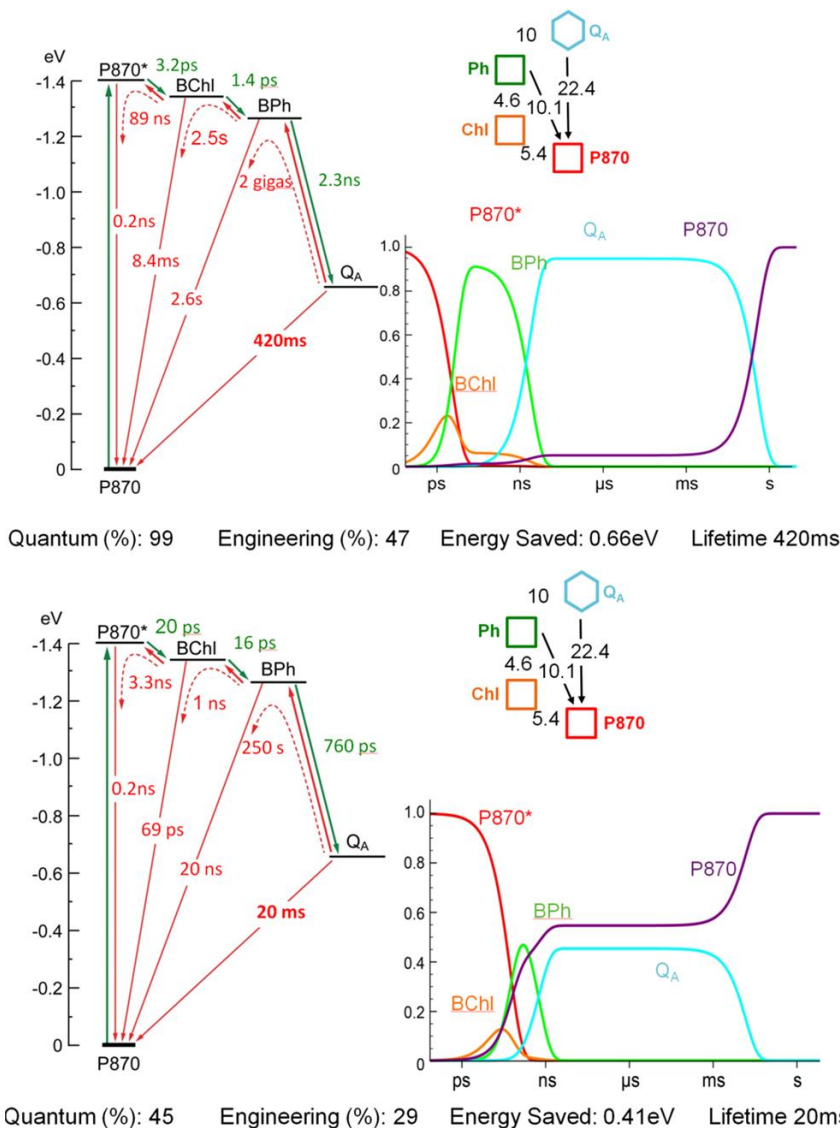 eV
-1.4
-1.2
-1.0
-0.8
-0.6
-0.4
-0.2
0
P870*
3.2ps
BChl
1.4 ps
BPh
89 ns
2.5s
2 gigas
2.3ns
0.2ns
8.4ms
2.6s
QA
420ms
P870
10
QA
Ph
4.6
10.1
22.4
Chl
5.4
P870
P870*
QA
P870
BPh
BChl
1.0
0.8
0.6
0.4
0.2
0
ps ns μs ms s
Quantum (%): 99 Engineering (%): 47 Energy Saved: 0.66eV Lifetime 420ms
eV
-1.4
-1.2
-1.0
-0.8
-0.6
-0.4
-0.2
0
P870*
20 ps
BChl
16 ps
BPh
3.3ns
1 ns
250 s
760 ps
0.2ns
69 ps
20 ns
QA
20 ms
P870
10
QA
Ph
4.6
10.1
22.4
Chl
5.4
P870
P870*
P870
BPh
QA
BChl
1.0
0.8
0.6
0.4
0.2
0
ps ns μs ms s
Quantum (%): 45 Engineering (%): 29 Energy Saved: 0.41eV Lifetime 20ms